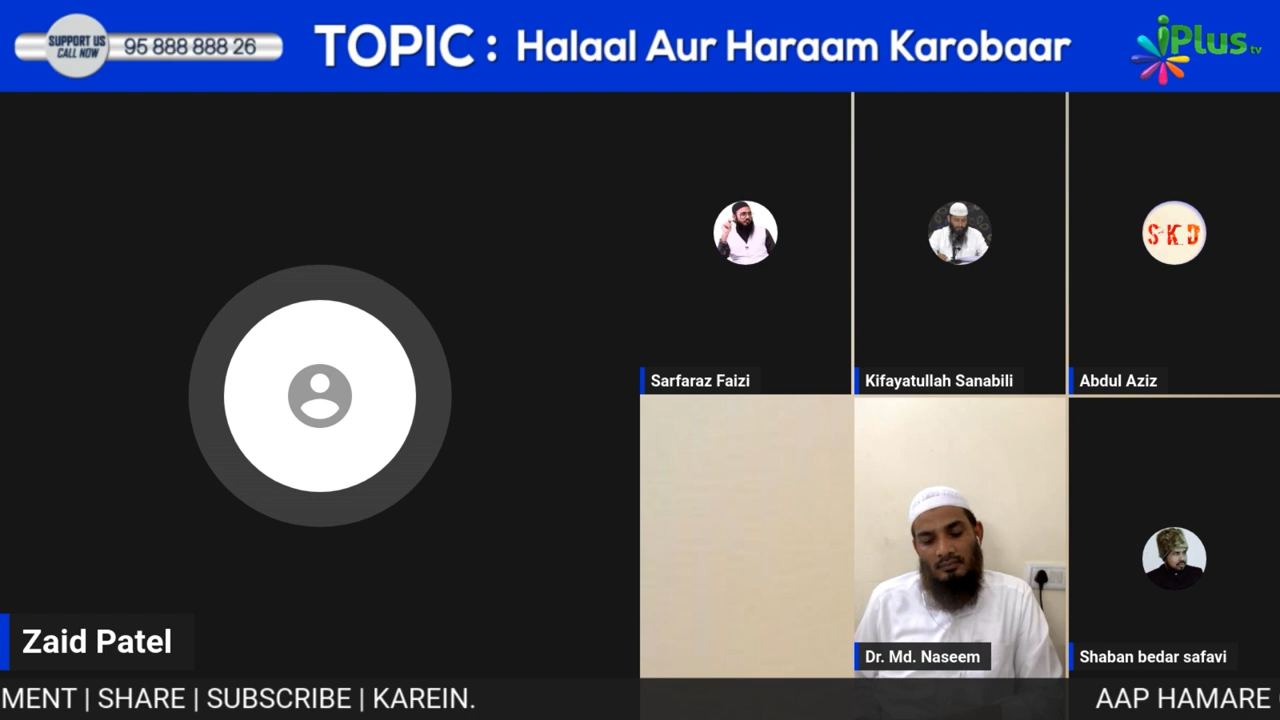 SUPPORT US
CALL NOW
95 888 888 26
TOPIC : Halaal Aur Haraam Karobaar
iPlus tv
SKD
Sarfaraz Faizi
Kifayatullah Sanabili
Abdul Aziz
Zaid Patel
Dr. Md. Naseem
Shaban bedar safavi
MENT | SHARE | SUBSCRIBE | KAREIN.
AAP HAMARE